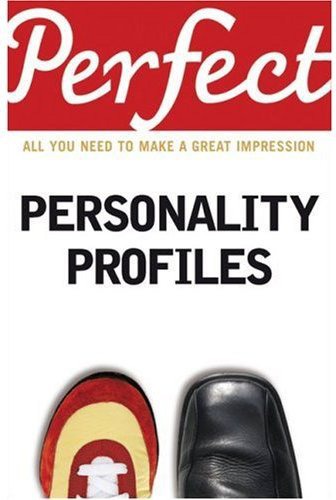 Perfect
ALL YOU NEED TO MAKE A GREAT IMPRESSION
PERSONALITY
PROFILES